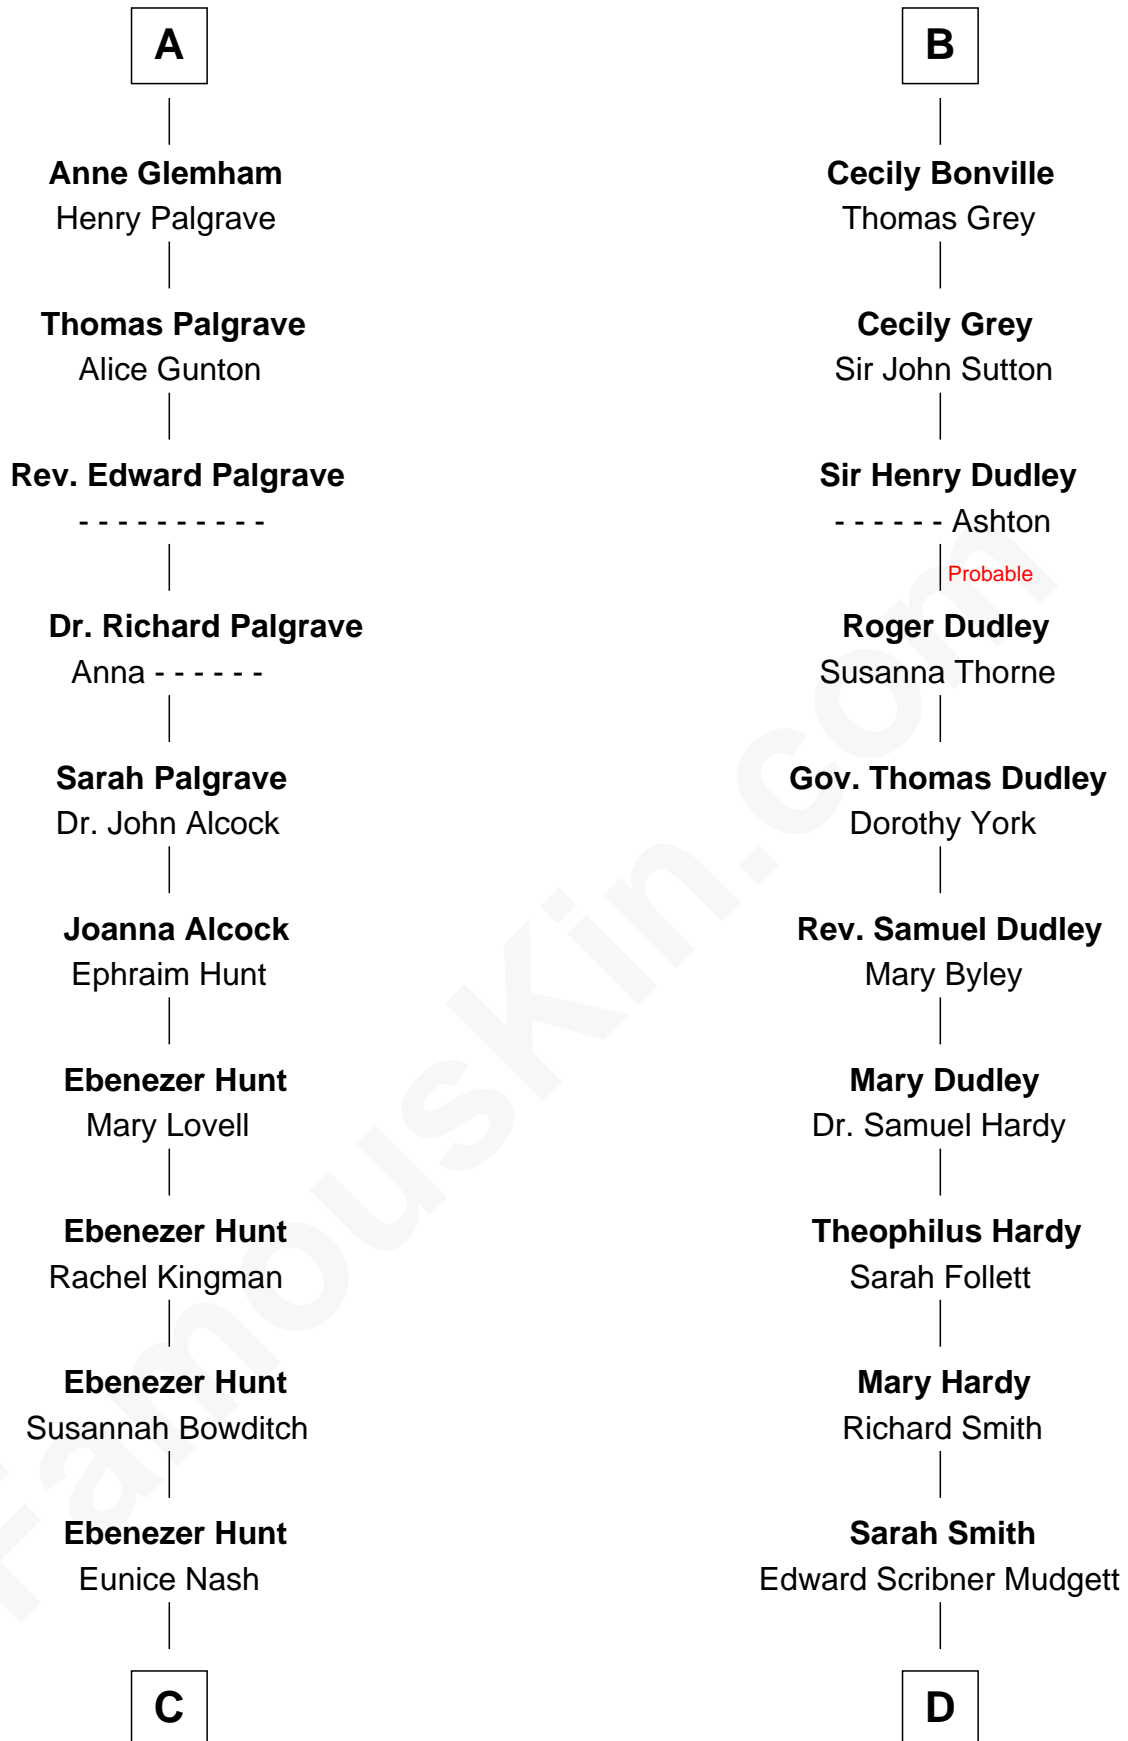 A
Anne Glemham
Henry Palgrave
Thomas Palgrave
Alice Gunton
Rev. Edward Palgrave
- - - - - - - - - -
Dr. Richard Palgrave
Anna - - - - - -
Sarah Palgrave
Dr. John Alcock
Joanna Alcock
Ephraim Hunt
Ebenezer Hunt
Mary Lovell
Ebenezer Hunt
Rachel Kingman
Ebenezer Hunt
Susannah Bowditch
Ebenezer Hunt
Eunice Nash
C
B
Cecily Bonville
Thomas Grey
Cecily Grey
Sir John Sutton
Sir Henry Dudley
- - - - - - Ashton
Probable
Roger Dudley
Susanna Thorne
Gov. Thomas Dudley
Dorothy York
Rev. Samuel Dudley
Mary Byley
Mary Dudley
Dr. Samuel Hardy
Theophilus Hardy
Sarah Follett
Mary Hardy
Richard Smith
Sarah Smith
Edward Scribner Mudgett
D
FamousKin.com